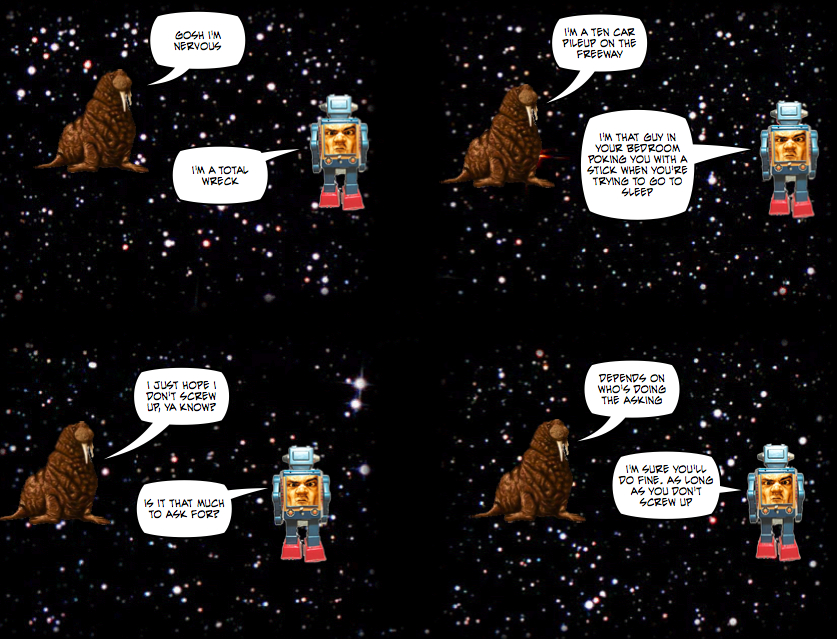 GOSH I'M
NERVOUS
I'M A TOTAL
WRECK
I'M A TEN CAR
PILEUP ON THE
FREEWAY
I'M THAT GUY IN
YOUR BEDROOM
POKING YOU WITH A
STICK WHEN YOU'RE
TRYING TO GO TO
SLEEP
I JUST HOPE I
DON'T SCREW
UP, YA KNOW?
IS IT THAT MUCH
TO ASK FOR?
DEPENDS ON
WHO'S DOING
THE ASKING
I'M SURE YOU'LL
DO FINE. AS LONG
AS YOU DON'T
SCREW UP